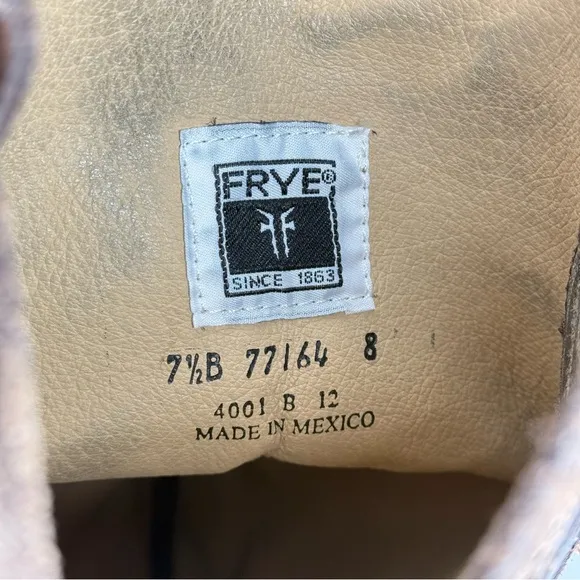 FRYE®
SINCE 1863
7½B 77164 8
4001 B 12
MADE IN MEXICO